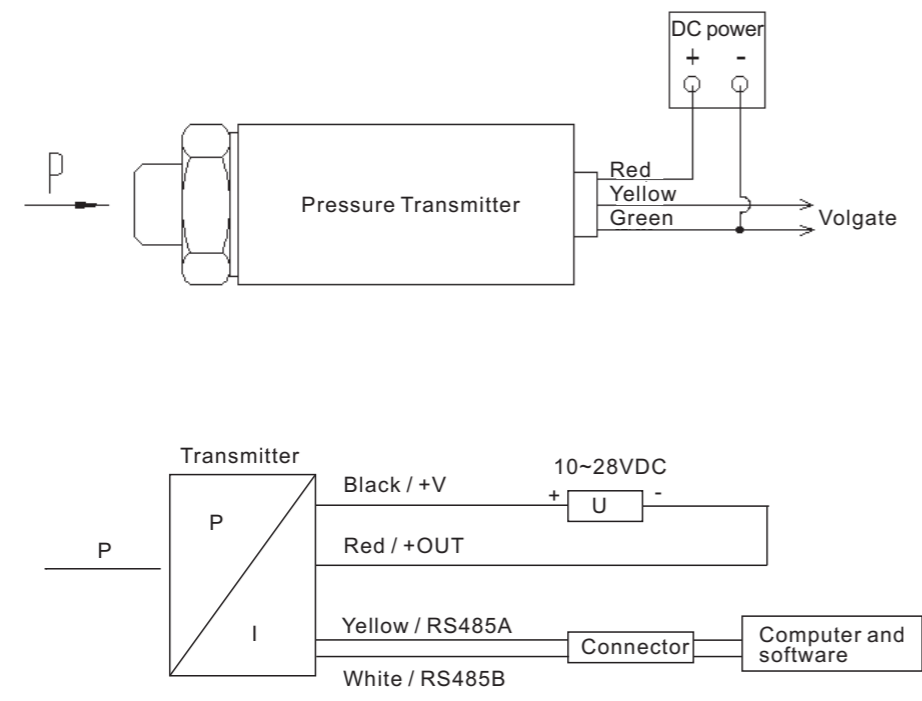 DC power
+ -
P
Red
Yellow
Pressure Transmitter
Green
Volgate
Transmitter
10~28VDC
Black / +V
+ -
U
P
P
Red / +OUT
Yellow / RS485A
I
Connector
Computer and
software
White / RS485B